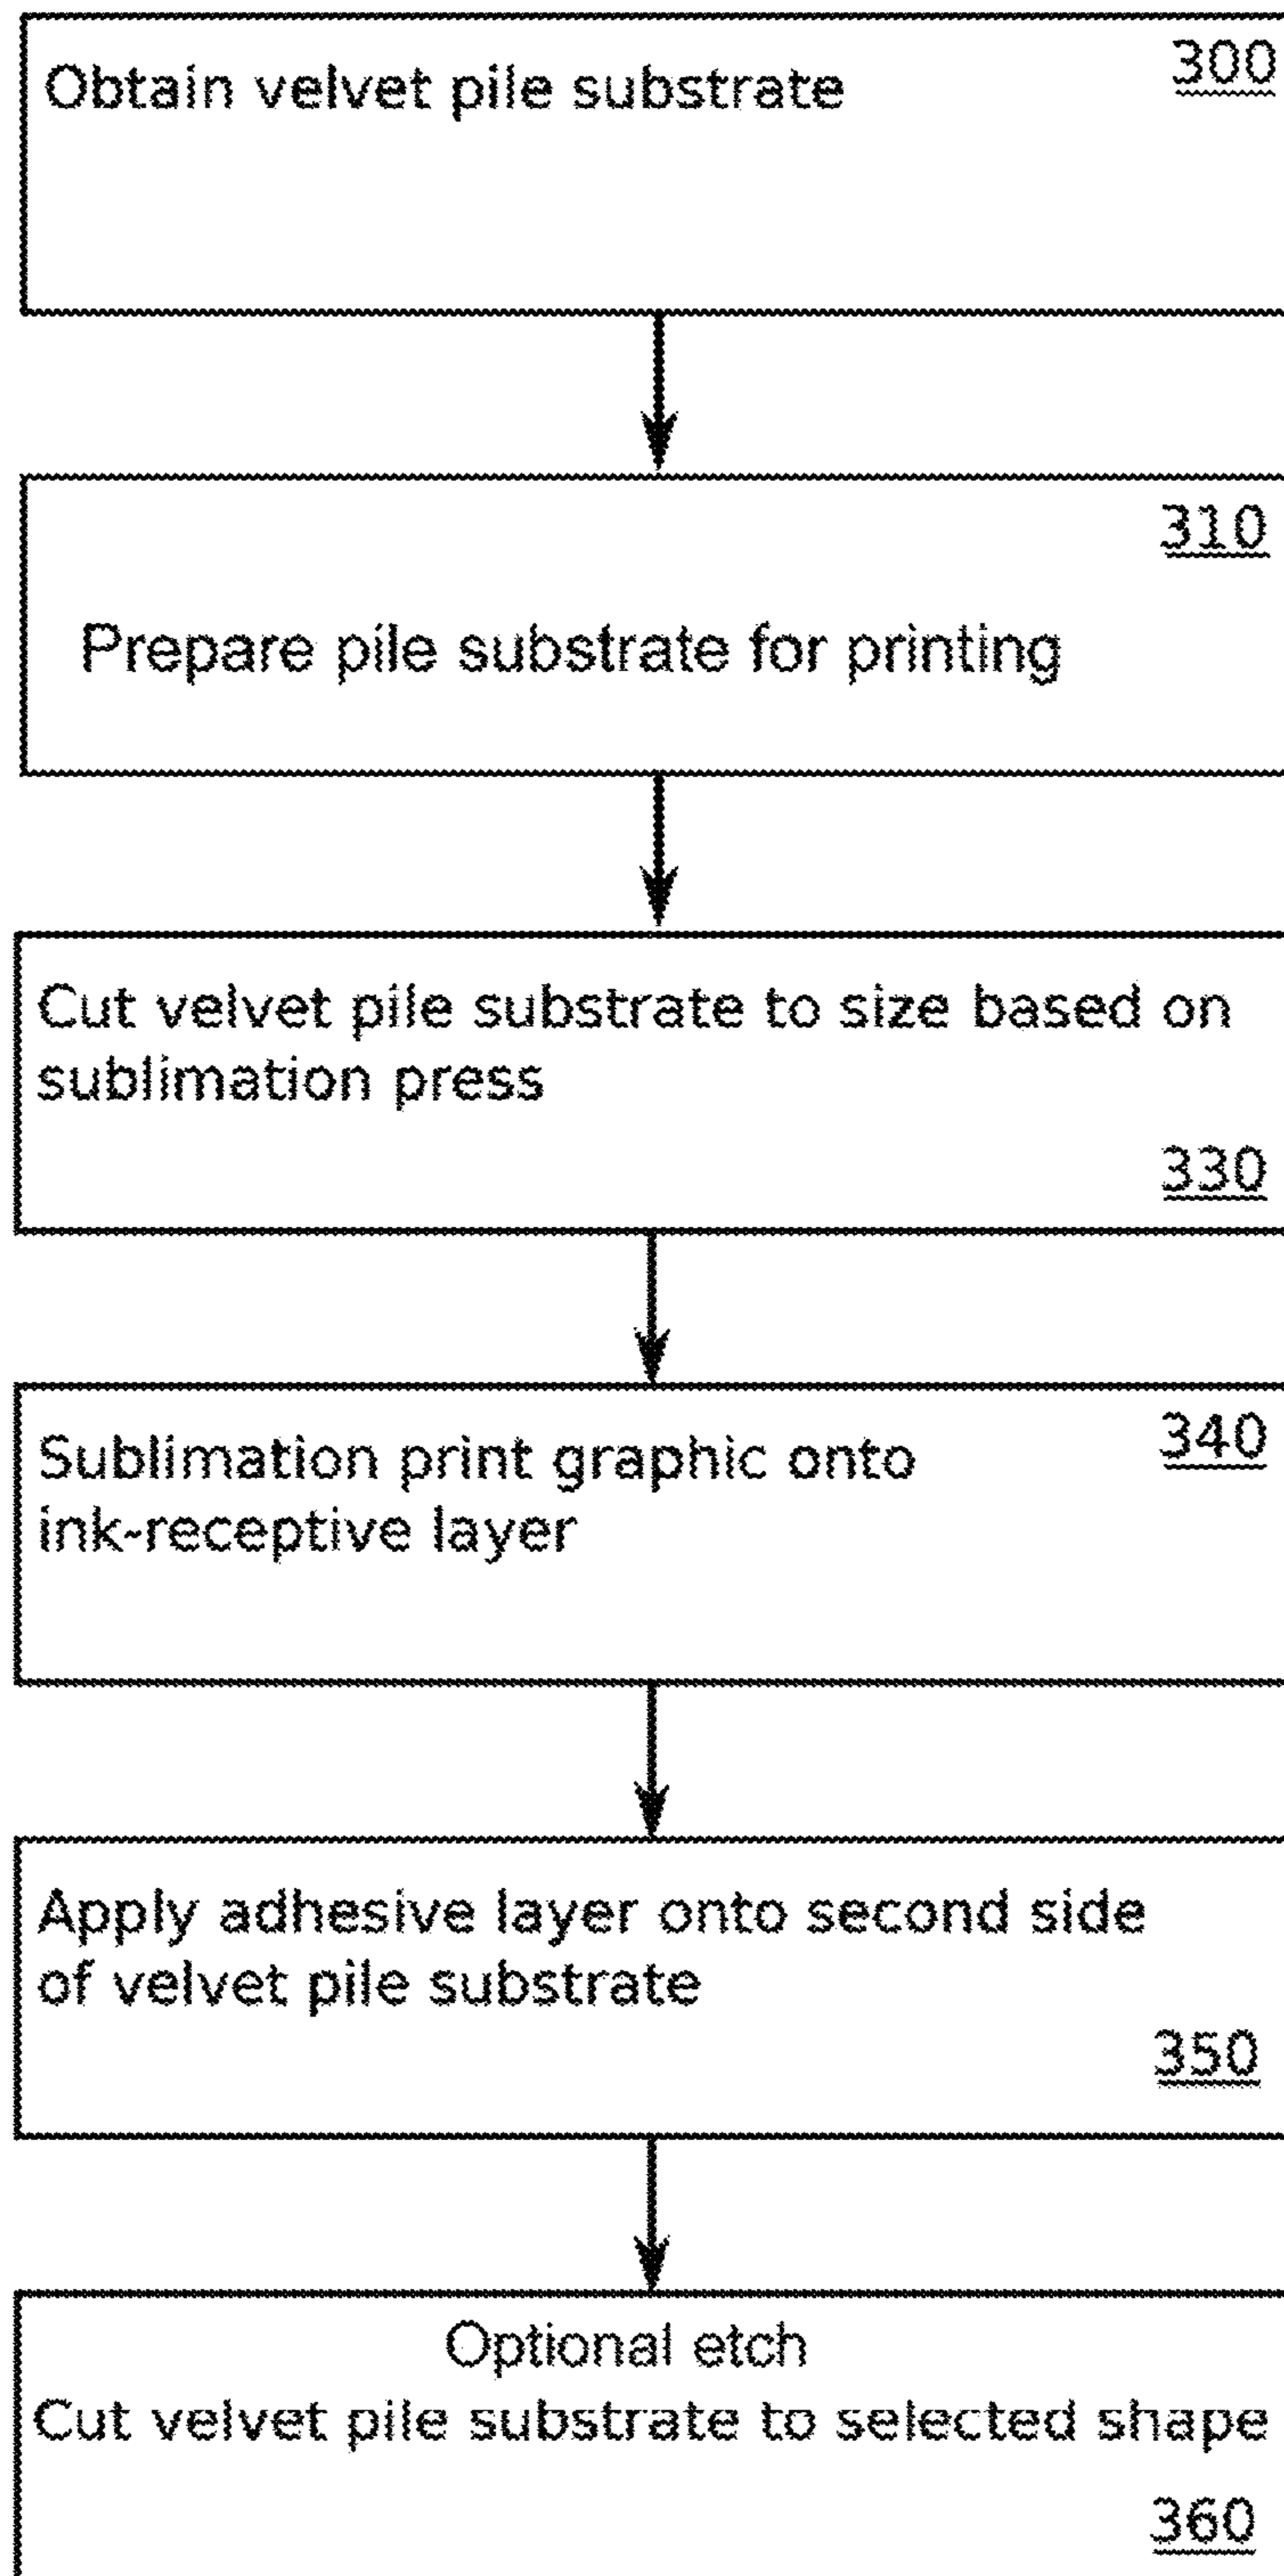 Obtain velvet pile substrate
300
310
Prepare pile substrate for printing
Cut velvet pile substrate to size based on
sublimation press
330
Sublimation print graphic onto
340
ink-receptive layer
Apply adhesive layer onto second side
of velvet pile substrate
350
Optional etch
Cut velvet pile substrate to selected shape
360